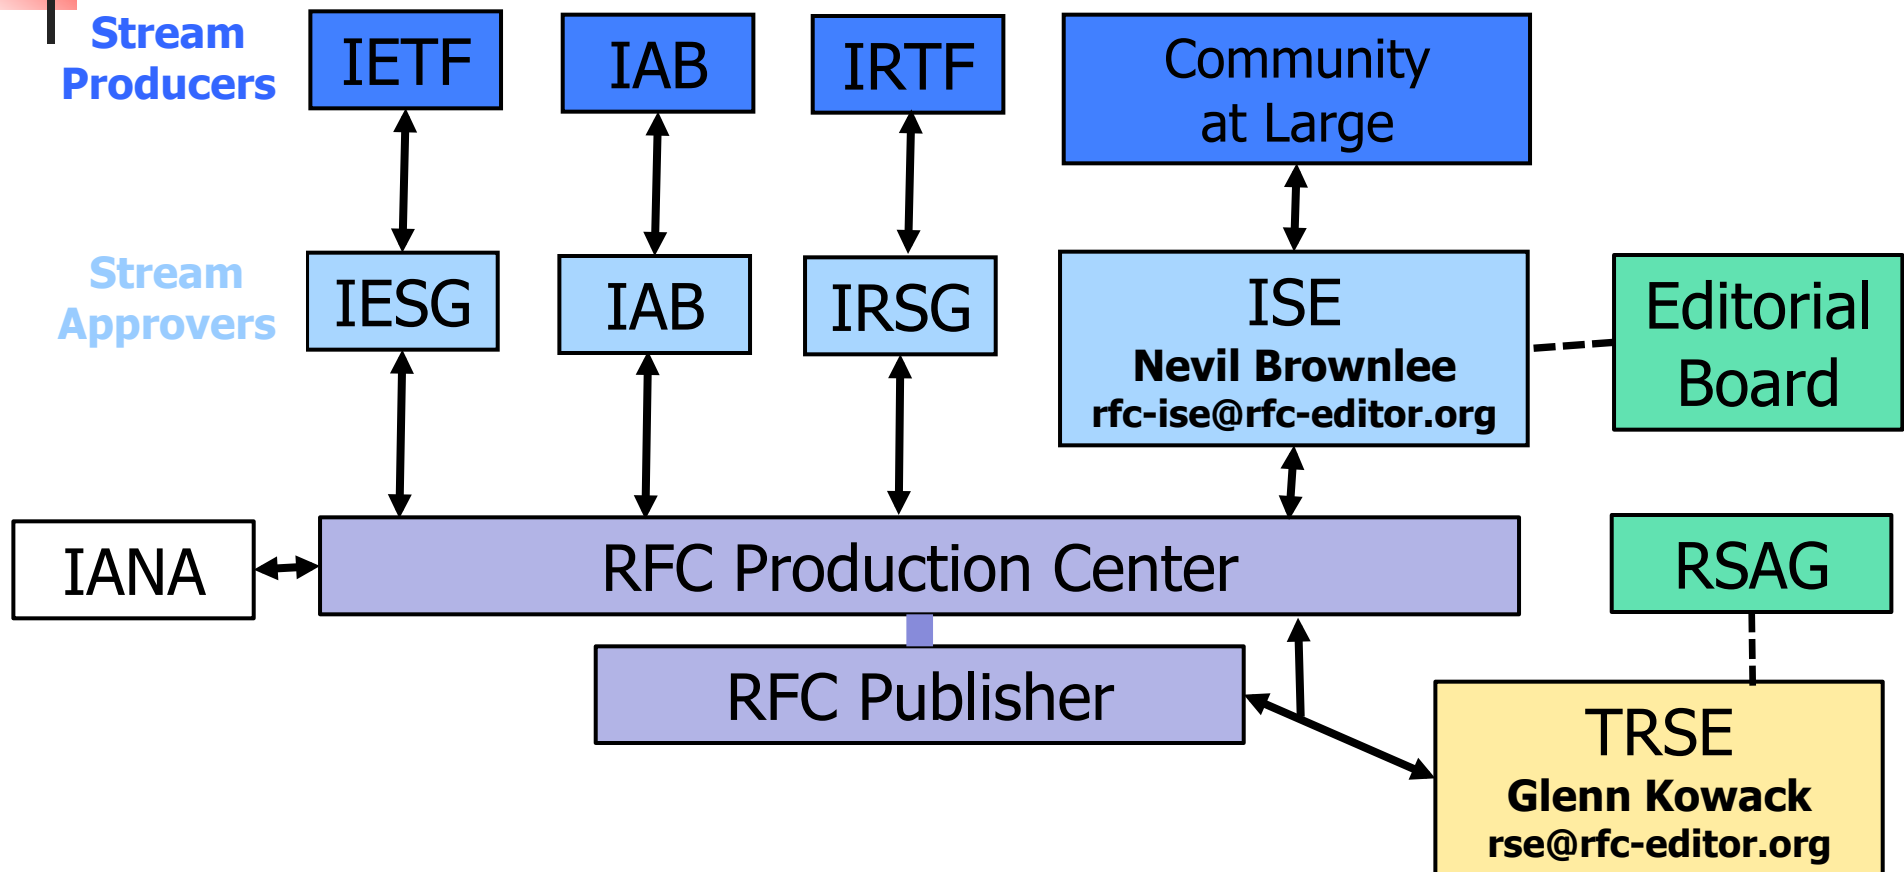 Stream
Producers
IETF
IAB
IRTF
Community
at Large
Stream
Approvers
IESG
IAB
IRSG
ISE
Nevil Brownlee
rfc-ise@rfc-editor.org
Editorial
Board
IANA
RFC Production Center
RSAG
RFC Publisher
TRSE
Glenn Kowack
rse@rfc-editor.org